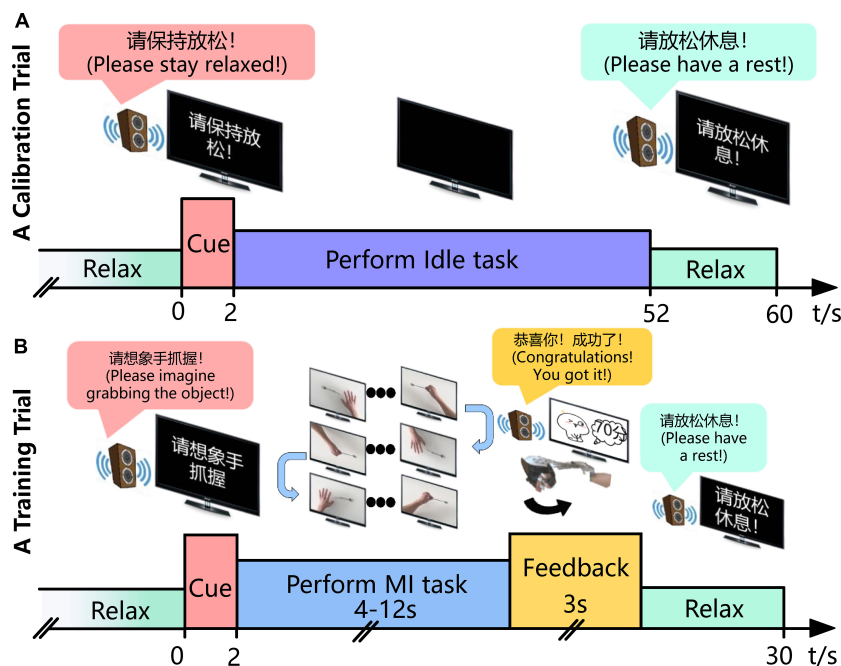 A
A Calibration Trial
请保持放松！
(Please stay relaxed!)
请放松休息！
(Please have a rest!)
请保持放
松！
请放松休
息！
Relax
Cue
Perform Idle task
Relax
0
2
52
60
t/s
B
A Training Trial
请想象手抓握！
(Please imagine
grabbing the object!)
恭喜你！成功了！
(Congratulations!
You got it!)
请放松休息！
(Please have
a rest!)
请想象手
抓握
70分
请放松
休息！
Relax
Cue
Perform MI task
4-12s
Feedback
3s
Relax
0
2
30
t/s